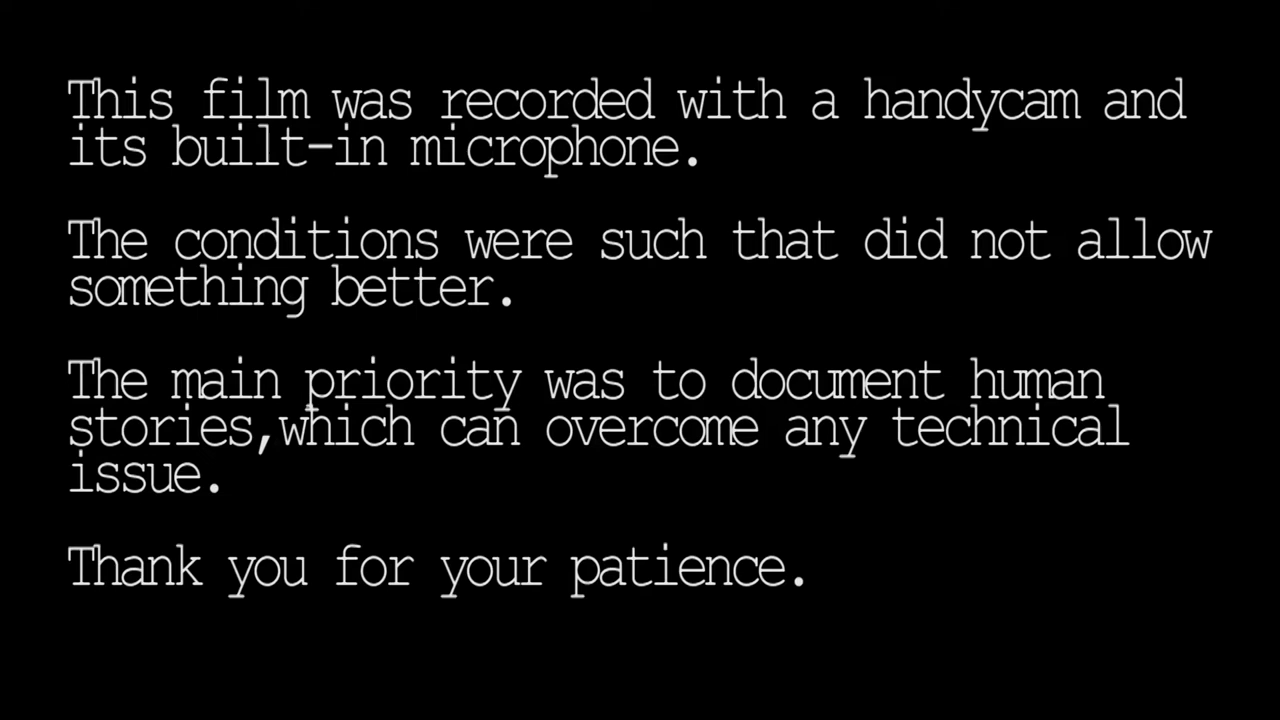 This film was recorded with a handycam and
its built-in microphone.
The conditions were such that did not allow
something better.
The main priority was to document human
stories,which can overcome any technical
issue.
Thank you for your patience.